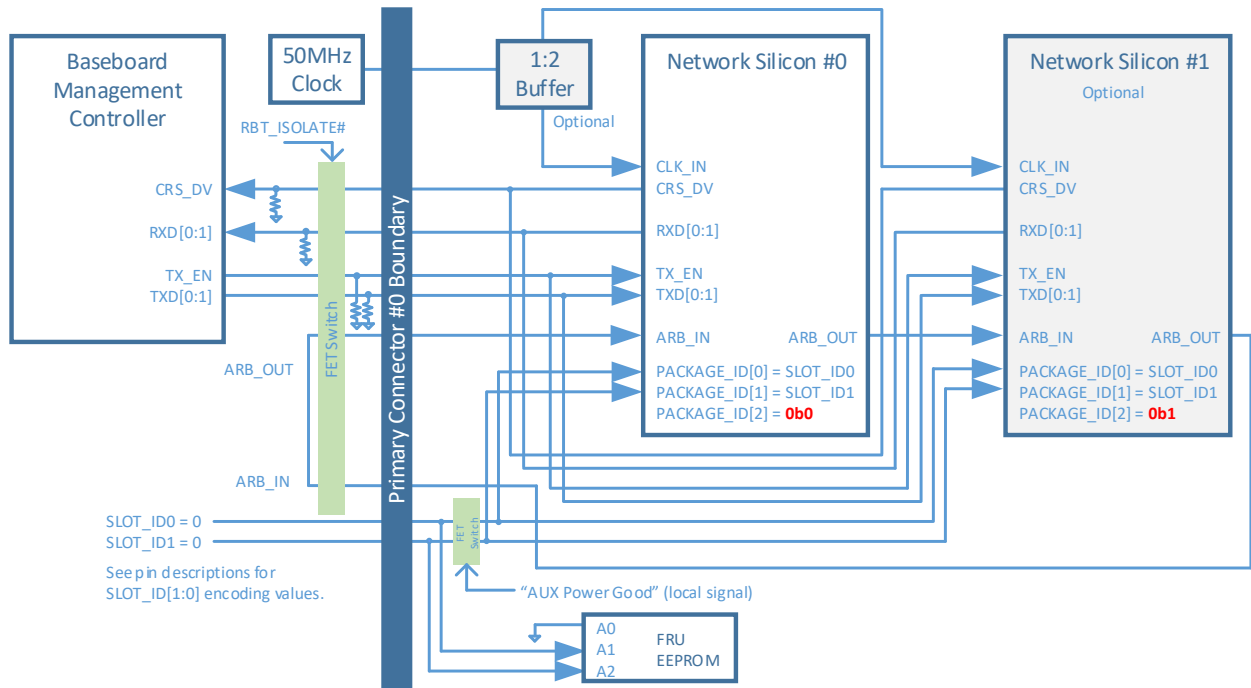 Baseboard
Management
Controller
CRS_DV
RXD[0:1]
TX_EN
TXD[0:1]
50MHz
Clock
RBT_ISOLATE#
FET Switch
ARB_OUT
ARB_IN
Primary Connector #0 Boundary
1:2
Buffer
Optional
Network Silicon #0
CLK_IN
CRS_DV
RXD[0:1]
TX_EN
TXD[0:1]
ARB_IN
ARB_OUT
PACKAGE_ID[0] = SLOT_ID0
PACKAGE_ID[1] = SLOT_ID1
PACKAGE_ID[2] = 0b0
Network Silicon #1
Optional
CLK_IN
CRS_DV
RXD[0:1]
TX_EN
TXD[0:1]
ARB_IN
ARB_OUT
PACKAGE_ID[0] = SLOT_ID0
PACKAGE_ID[1] = SLOT_ID1
PACKAGE_ID[2] = 0b1
SLOT_ID0 = 0
SLOT_ID1 = 0
See pin descriptions for
SLOT_ID[1:0] encoding values.
FET
Switch
“AUX Power Good” (local signal)
A0
A1
A2
FRU
EEPROM